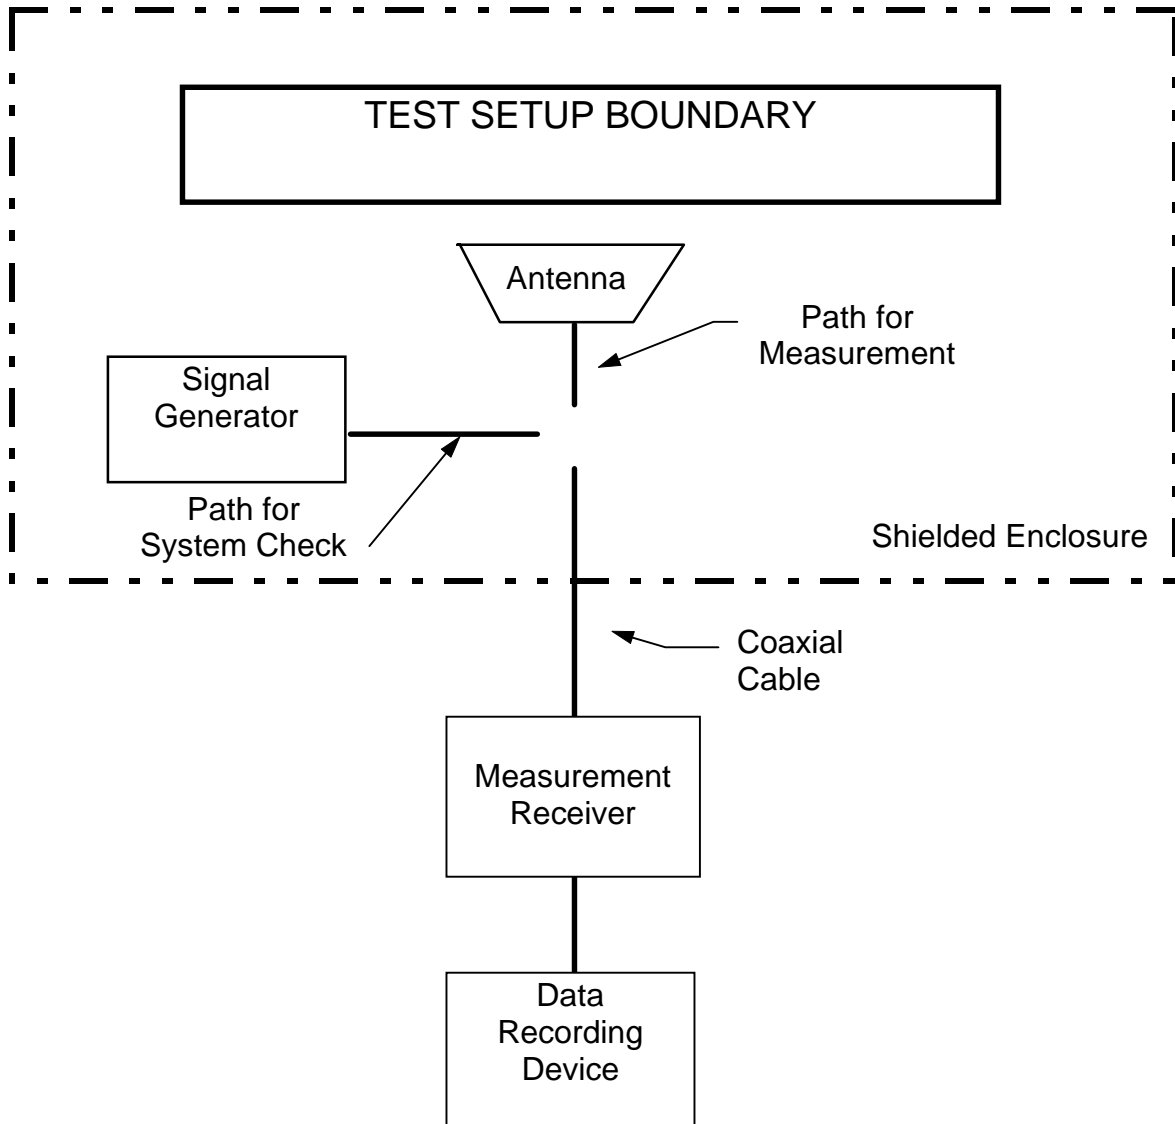 TEST SETUP BOUNDARY
Antenna
Path for
Measurement
Signal
Generator
Path for
System Check
Shielded Enclosure
Coaxial
Cable
Measurement
Receiver
Data
Recording
Device